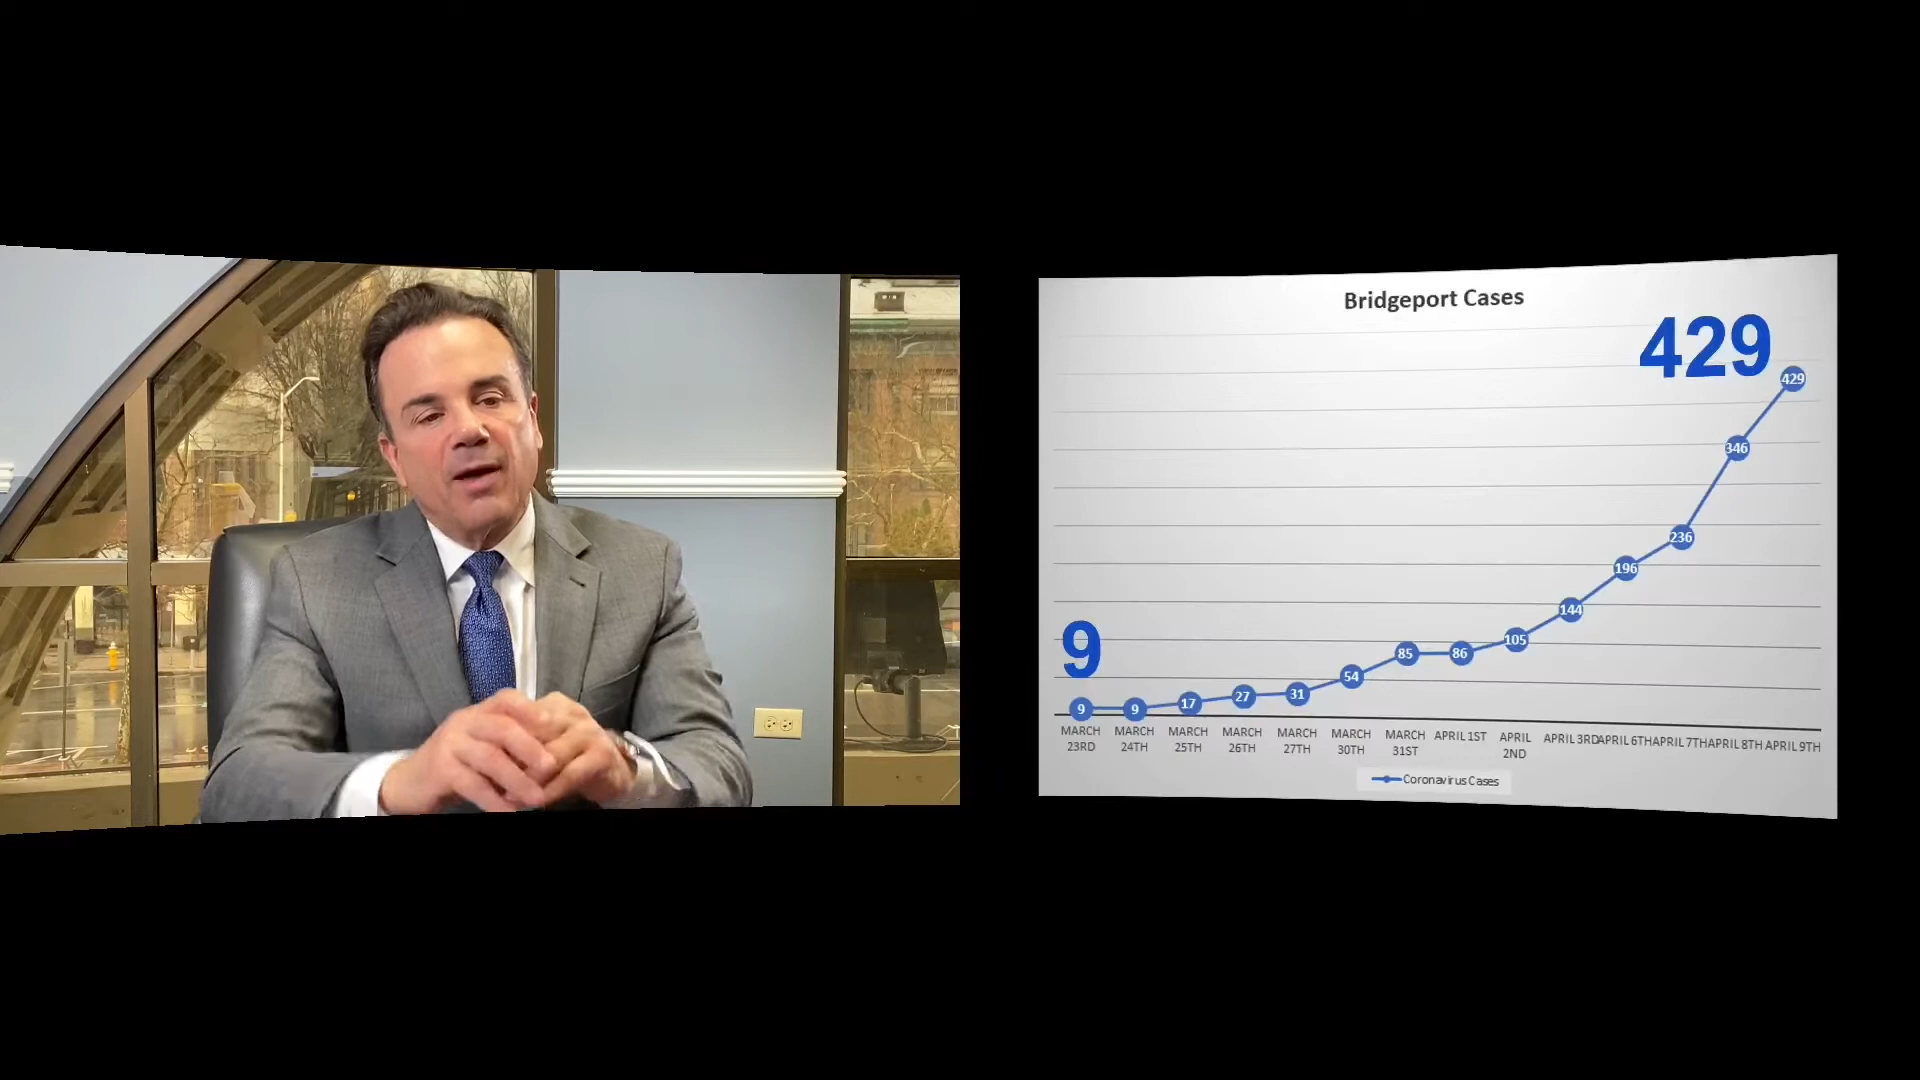 Bridgeport Cases
429
9
9
9
17
27
31
54
85
86
105
144
196
236
346
429
MARCH
23RD
MARCH
24TH
MARCH
25TH
MARCH
26TH
MARCH
27TH
MARCH
30TH
MARCH
31ST
APRIL 1ST
APRIL
2ND
APRIL 3RD
APRIL 6TH
APRIL 7TH
APRIL 8TH
APRIL 9TH
Coronavirus Cases